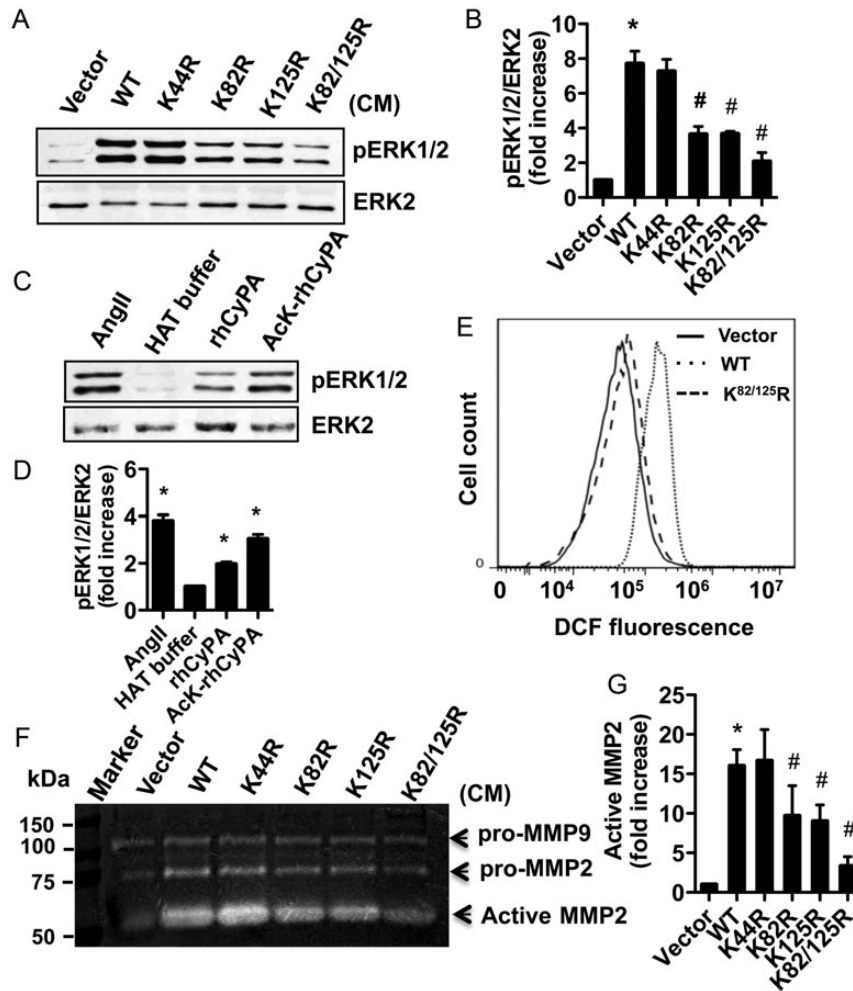 A
Vector
WT
K44R
K82R
K125R
K82/125R
(CM)
pERK1/2
ERK2
B
pERK1/2/ERK2
(fold increase)
10
8
6
4
2
0
*
#
#
#
Vector
WT
K44R
K82R
K125R
K82/125R
C
AngII
HAT buffer
rhCyPA
AcK-rhCyPA
pERK1/2
ERK2
D
pERK1/2/ERK2
(fold increase)
6
4
2
0
*
*
*
AngII
HAT buffer
rhCyPA
AcK-rhCyPA
E
Vector
WT
K82/125R
Cell count
0
0 10⁴ 10⁵ 10⁶ 10⁷
DCF fluorescence
F
kDa
Marker
Vector
WT
K44R
K82R
K125R
K82/125R
(CM)
150
100
75
50
pro-MMP9
pro-MMP2
Active MMP2
G
Active MMP2
(fold increase)
25
20
15
10
5
0
*
#
#
#
Vector
WT
K44R
K82R
K125R
K82/125R